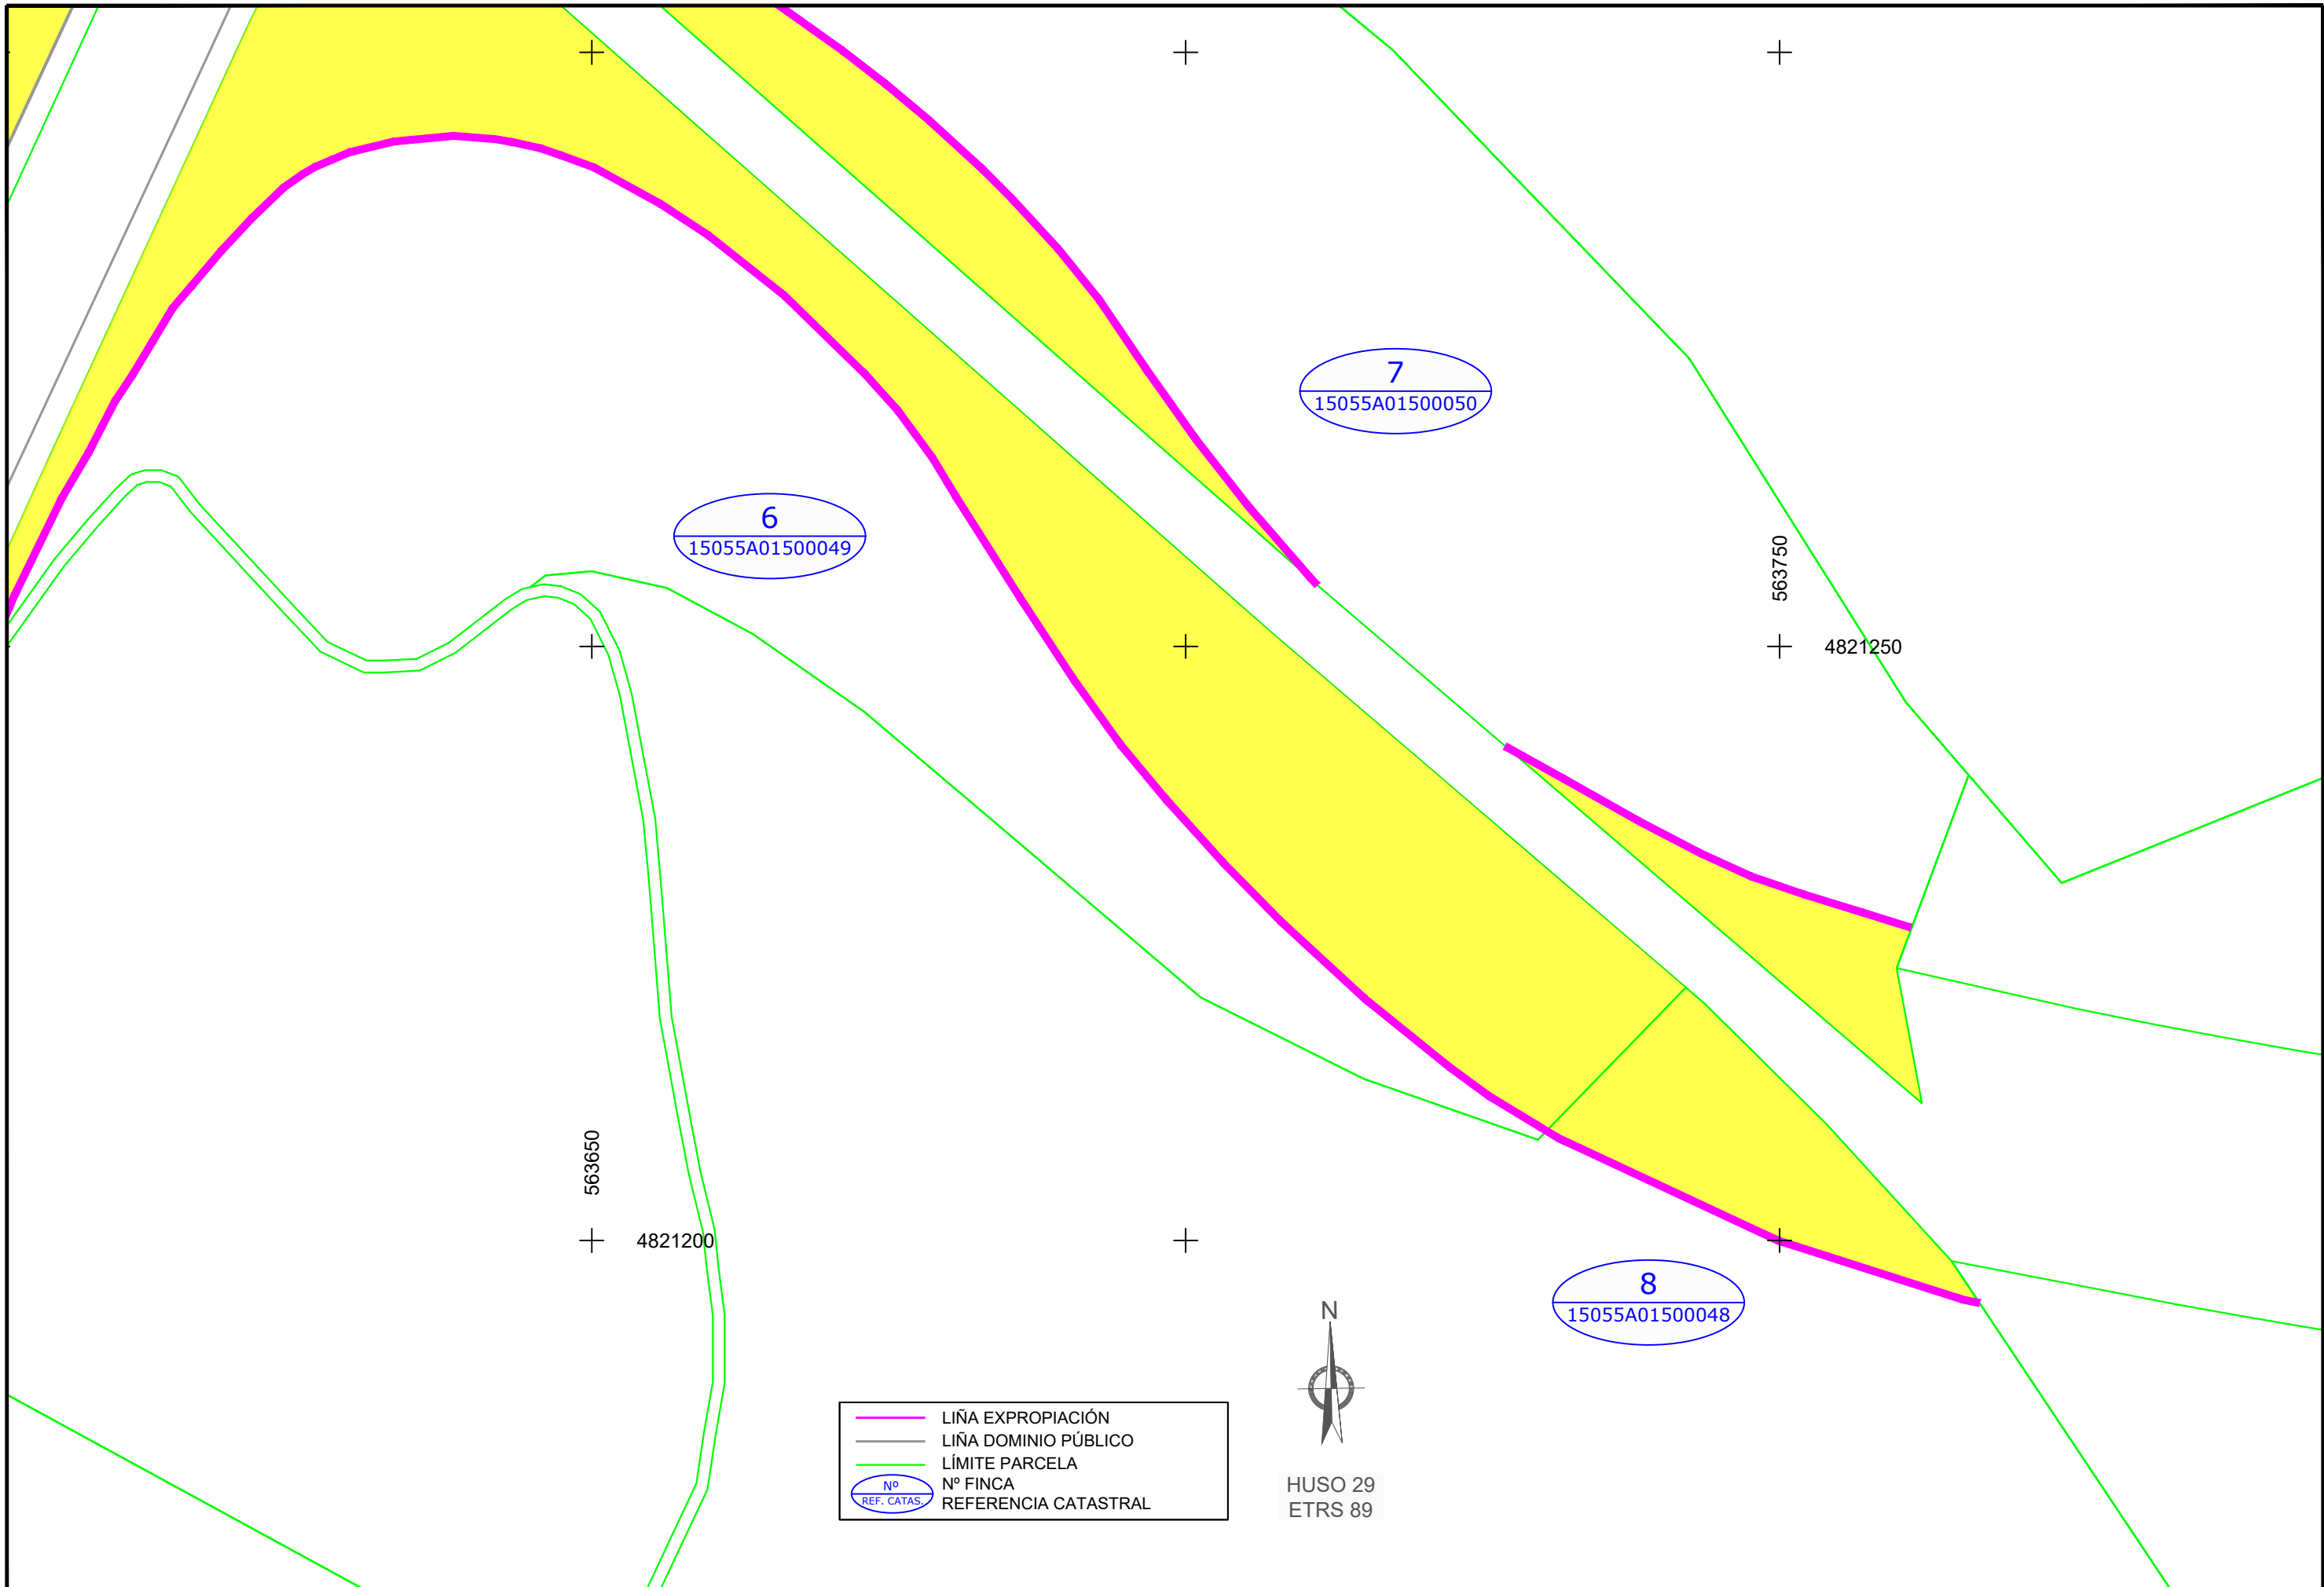 7
15055A01500050
6
15055A01500049
563750
4821250
563650
4821200
8
15055A01500048
N
LIÑA EXPROPIACIÓN
LIÑA DOMINIO PÚBLICO
LÍMITE PARCELA
Nº
REF. CATAS.
Nº FINCA
REFERENCIA CATASTRAL
HUSO 29
ETRS 89